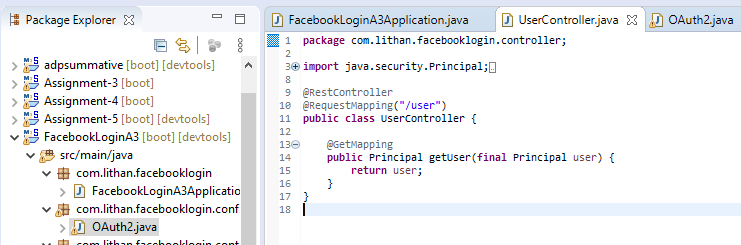 Package Explorer
adpsummative [boot] [devtools]
Assignment-3 [boot]
Assignment-4 [boot]
Assignment-5 [boot] [devtools]
FacebookLoginA3 [boot] [devtools]
src/main/java
com.lithan.facebooklogin
FacebookLoginA3Application
com.lithan.facebooklogin.conf
OAuth2.java
com.lithan.facebooklogin.cont
FacebookLoginA3Application.java UserController.java OAuth2.java
1 package com.lithan.facebooklogin.controller;
2
3 import java.security.Principal;
8
9 @RestController
10 @RequestMapping("/user")
11 public class UserController {
12
13 @GetMapping
14 public Principal getUser(final Principal user) {
15 return user;
16 }
17 }
18